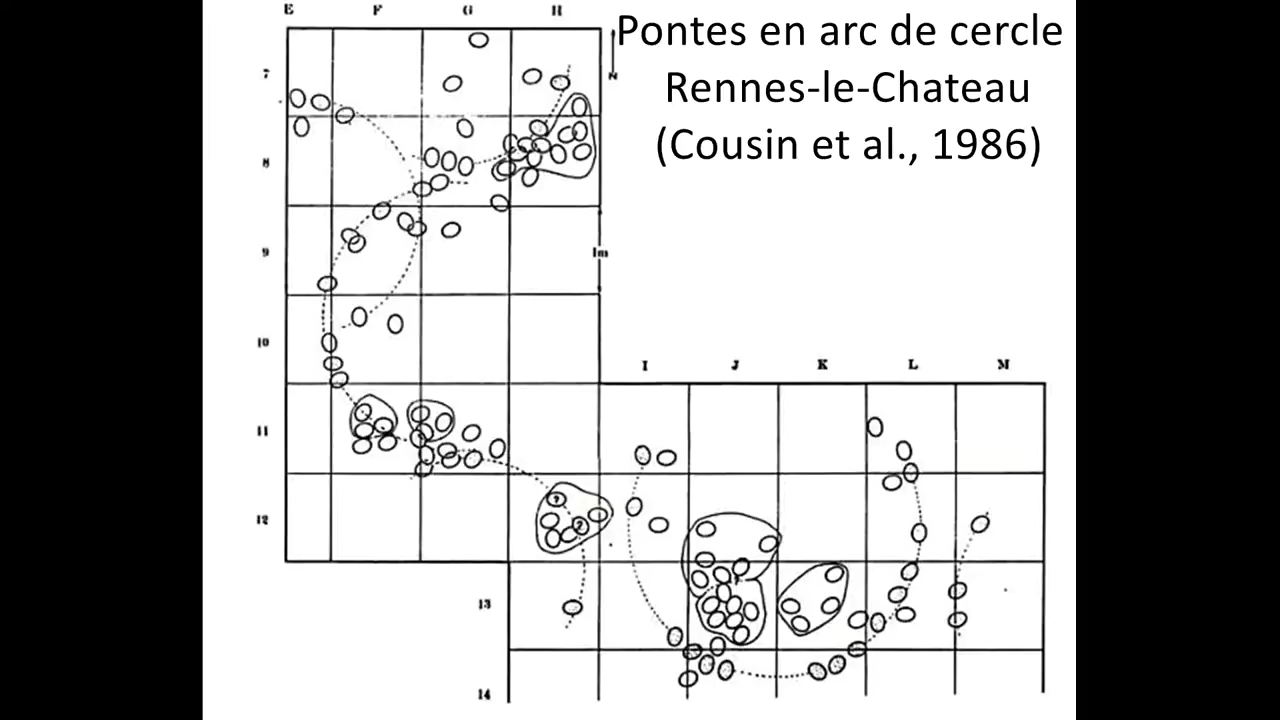 E F G H
Pontes en arc de cercle
Rennes-le-Chateau
(Cousin et al., 1986)
N
7
8
9
1m
10
I J K L M
11
12
? ?
13
14